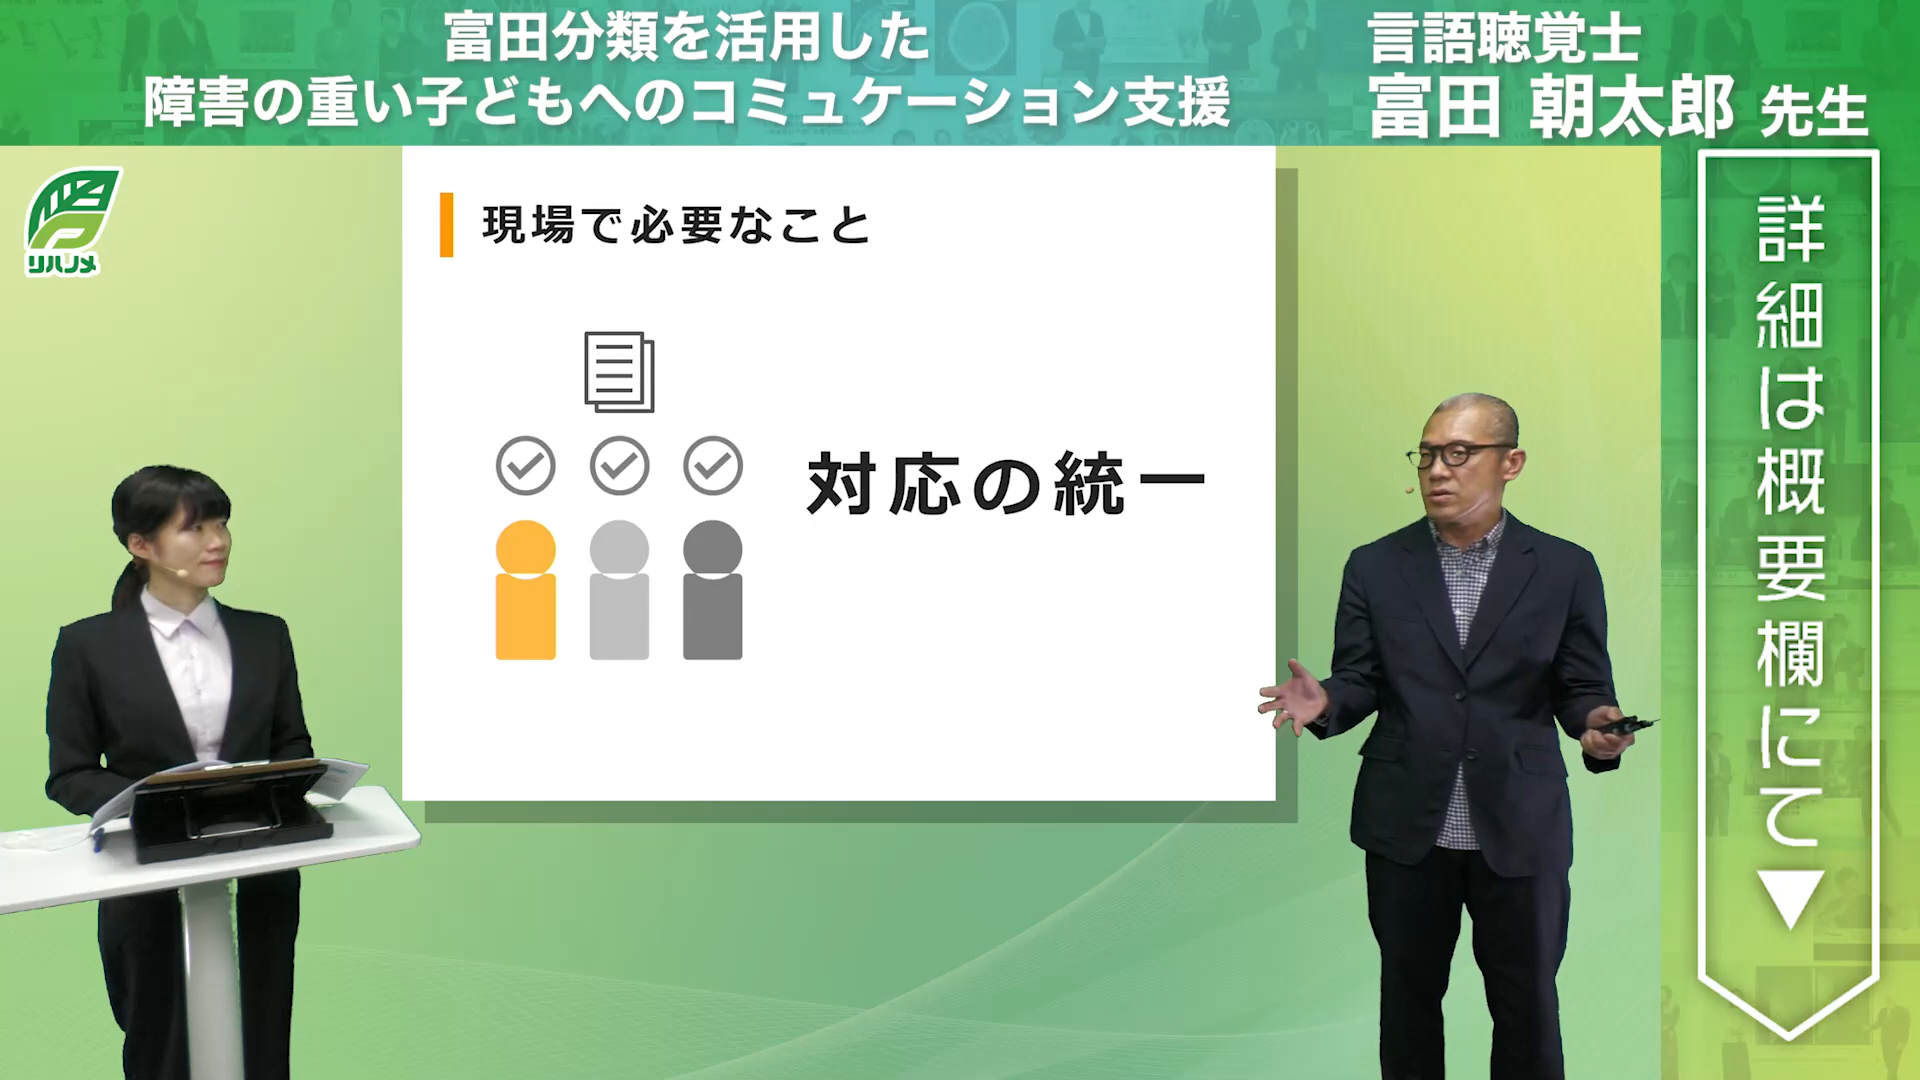 富田分類を活用した
障害の重い子どもへのコミュケーション支援
言語聴覚士
富田 朝太郎 先生
リハノメ
現場で必要なこと
対応の統一
詳細は概要欄にて▼